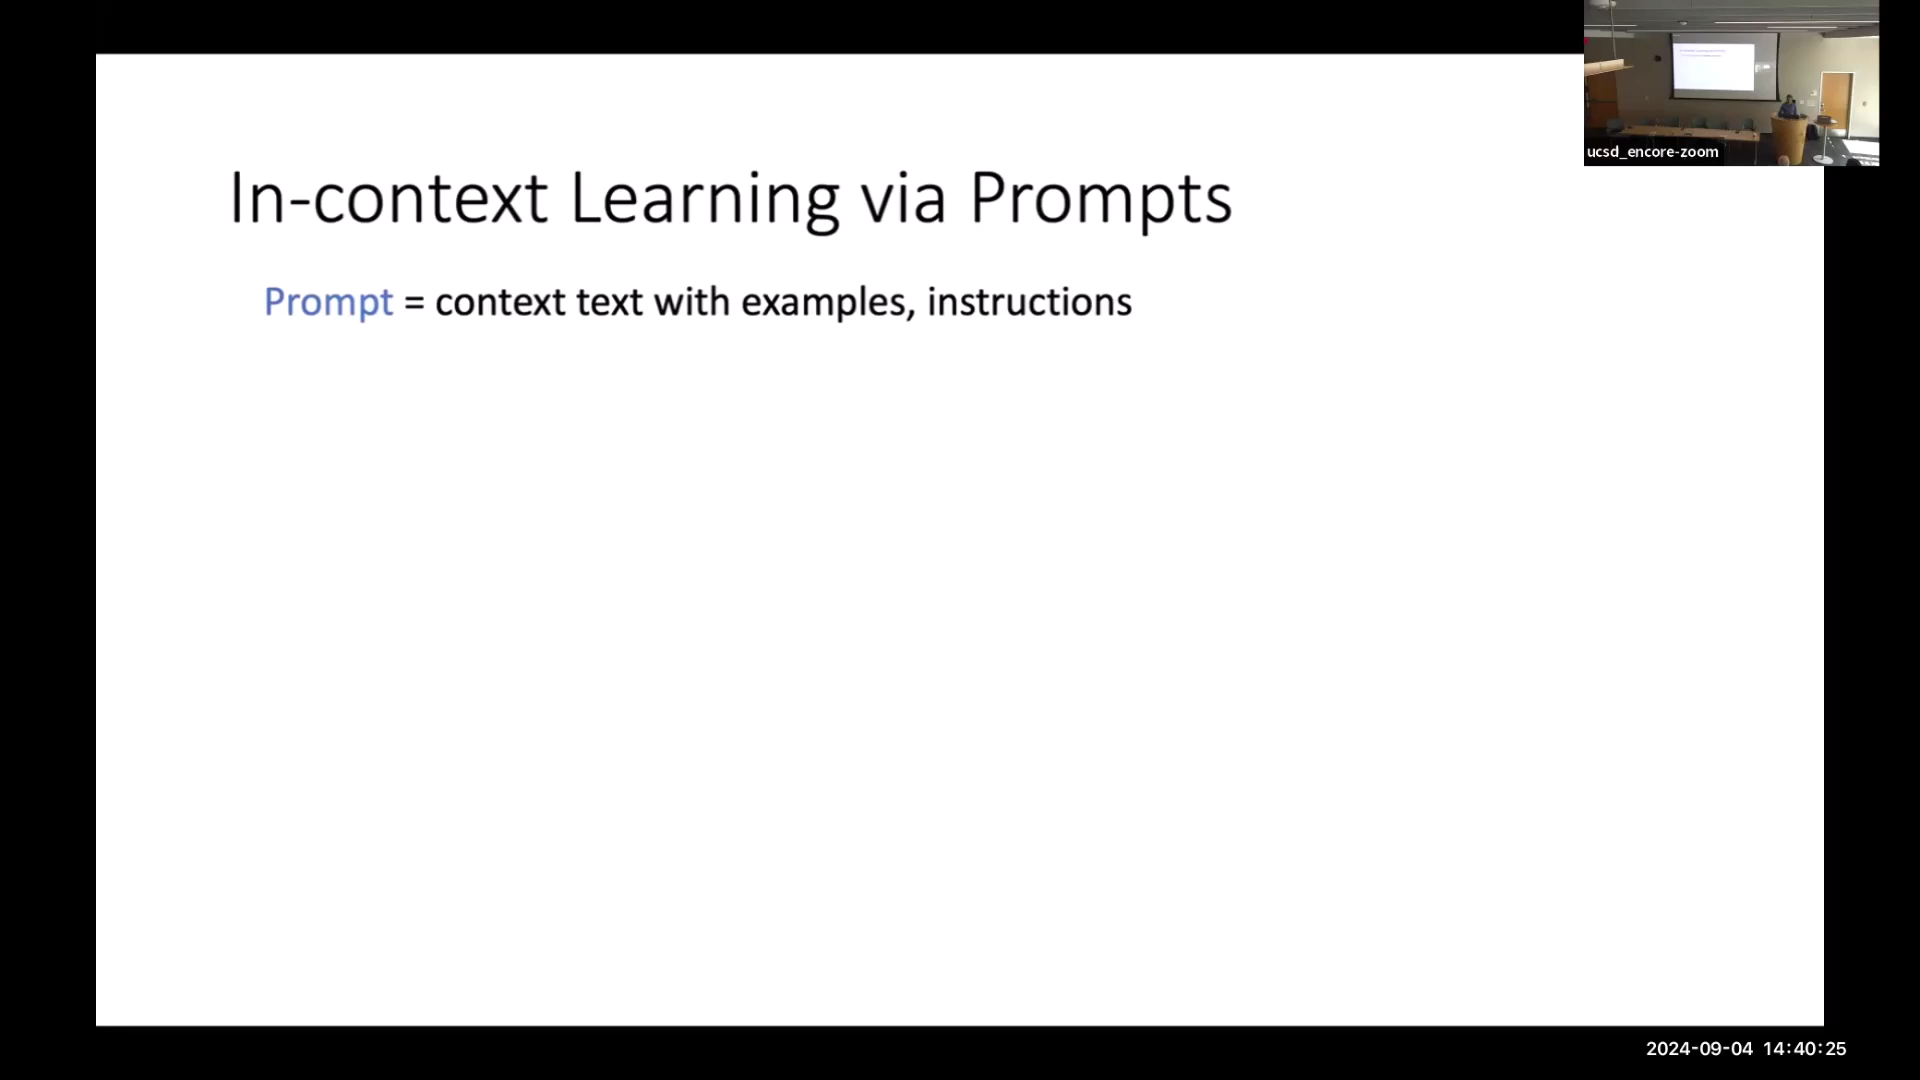 In-context Learning via Prompts
Prompt = context text with examples, instructions
ucsd_encore-zoom
2024-09-04 14:40:25